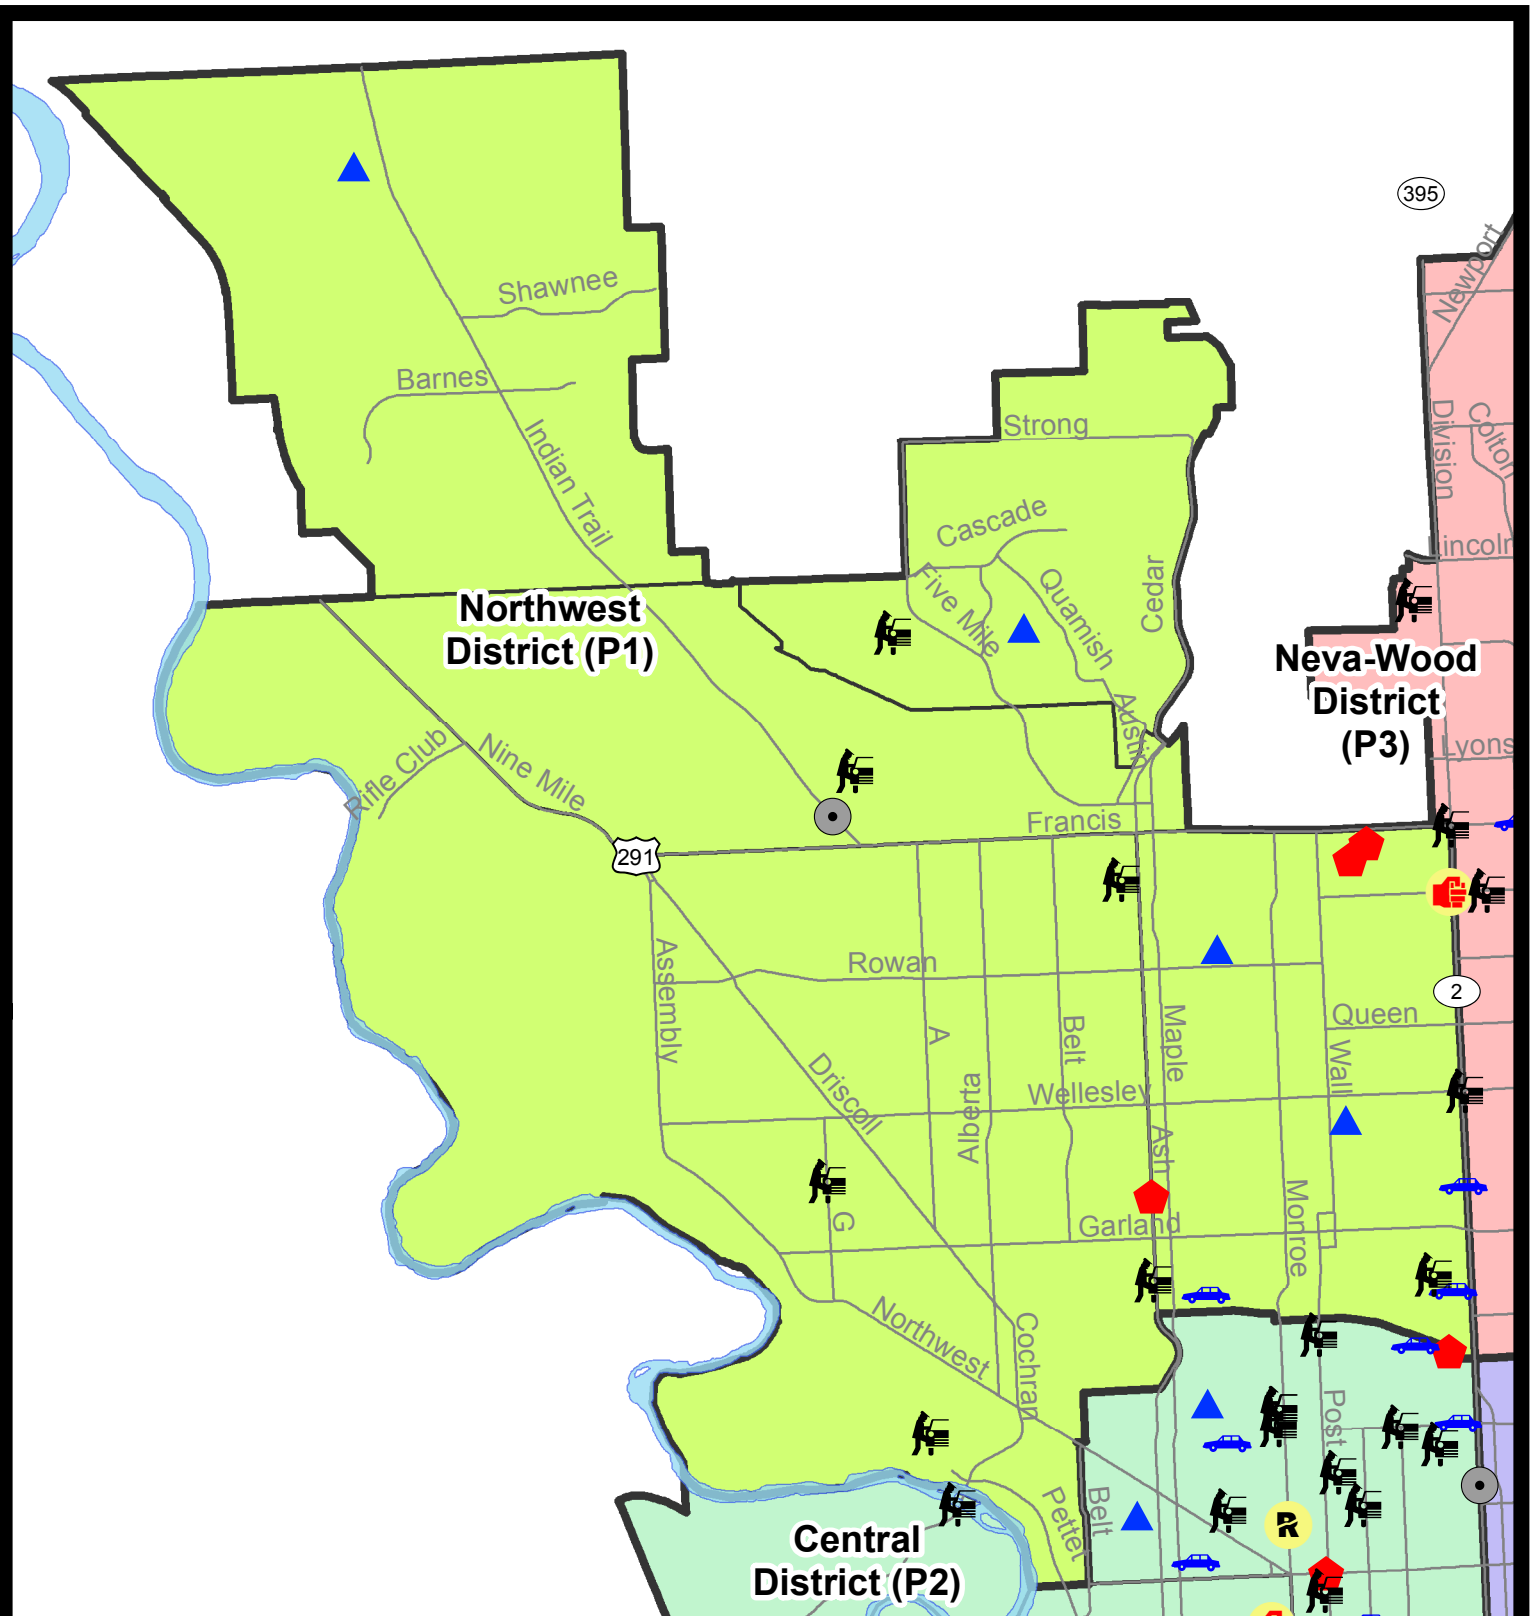 395
Newport
Shawnee
Barnes
Indian Trail
Strong
Division
Colton
Cascade
Lincoln
Five Mile
Quamish
Cedar
Northwest
District (P1)
Neva-Wood
District
(P3)
Austin
Lyons
Rifle Club
Nine Mile
Francis
291
Assembly
Rowan
2
Queen
A
Belt
Maple
Wall
Driscoll
Alberta
Wellesley
Ash
G
Garland
Monroe
Northwest
Cochran
Post
Pettet
Belt
R
Central
District (P2)